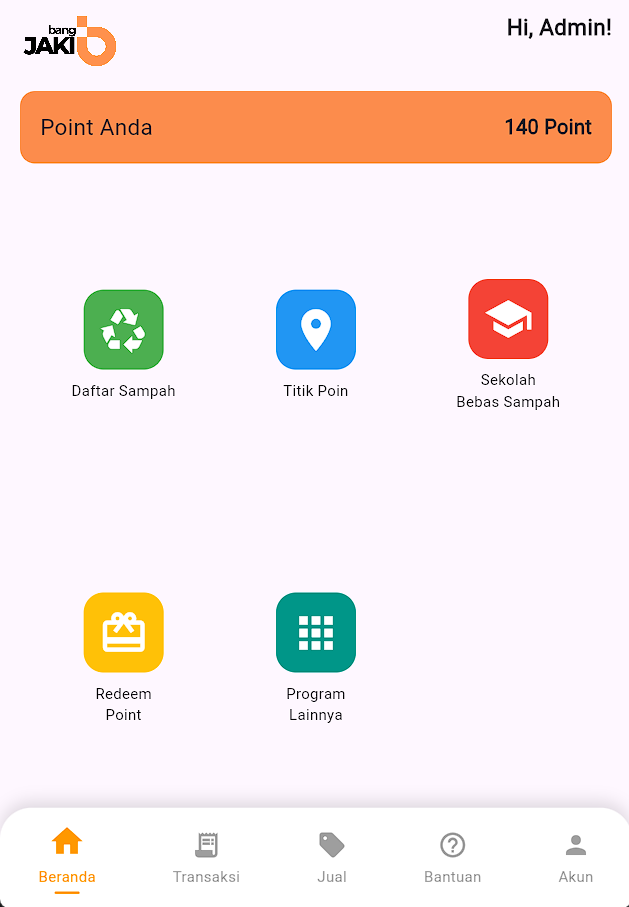 bang
JAKI
Hi, Admin!
Point Anda
140 Point
Daftar Sampah
Titik Poin
Sekolah
Bebas Sampah
Redeem
Point
Program
Lainnya
Beranda
Transaksi
Jual
Bantuan
Akun